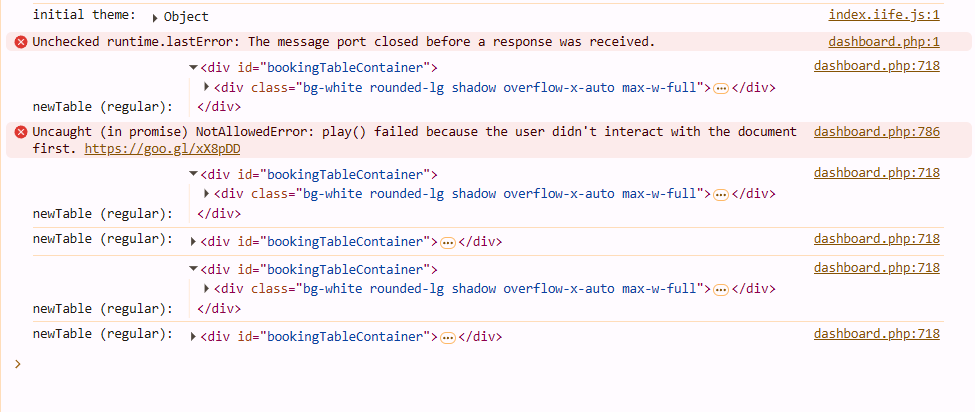 initial theme: ▶ Object index.iife.js:1
Unchecked runtime.lastError: The message port closed before a response was received. dashboard.php:1
▼<div id="bookingTableContainer"> dashboard.php:718
▶<div class="bg-white rounded-lg shadow overflow-x-auto max-w-full">…</div>
newTable (regular): </div>
Uncaught (in promise) NotAllowedError: play() failed because the user didn't interact with the document dashboard.php:786
first. https://goo.gl/xX8pDD
▼<div id="bookingTableContainer"> dashboard.php:718
▶<div class="bg-white rounded-lg shadow overflow-x-auto max-w-full">…</div>
newTable (regular): </div>
newTable (regular): ▶<div id="bookingTableContainer">…</div> dashboard.php:718
▼<div id="bookingTableContainer"> dashboard.php:718
▶<div class="bg-white rounded-lg shadow overflow-x-auto max-w-full">…</div>
newTable (regular): </div>
newTable (regular): ▶<div id="bookingTableContainer">…</div> dashboard.php:718
>